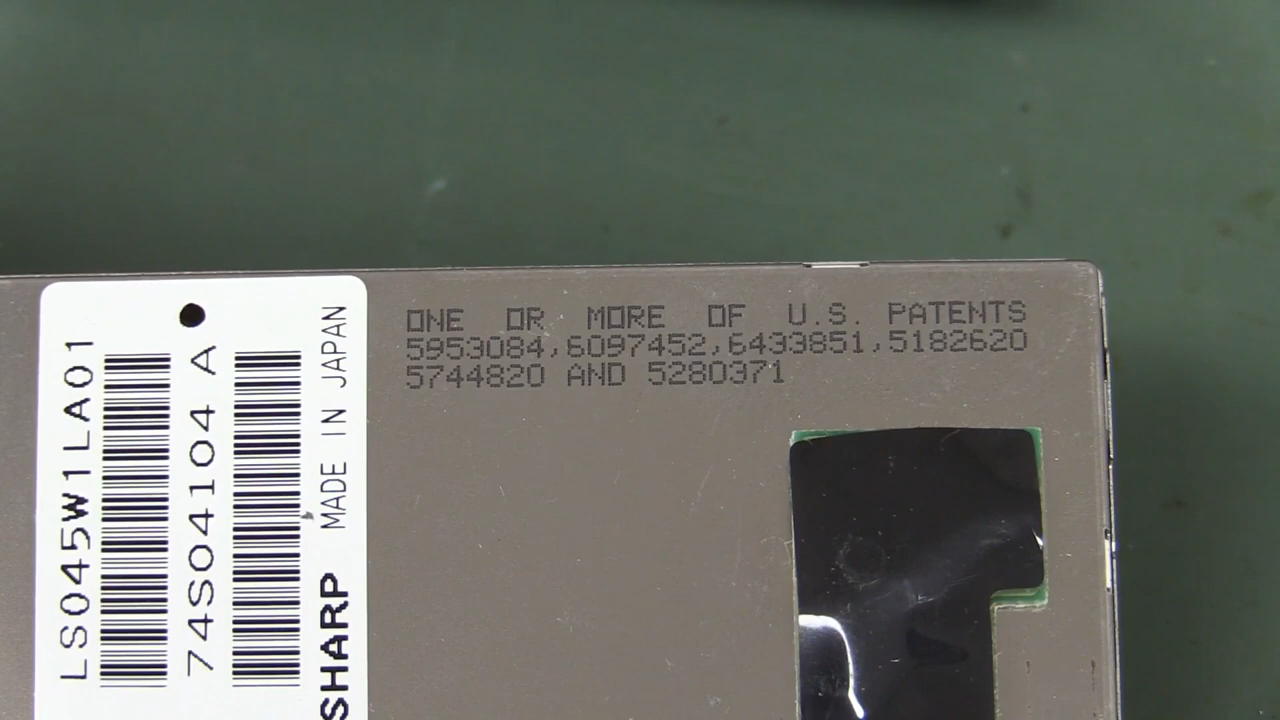 LS045W1LA01
74S04104 A
SHARP MADE IN JAPAN
ONE OR MORE OF U.S. PATENTS
5953084,6097452,6433851,5182620
5744820 AND 5280371